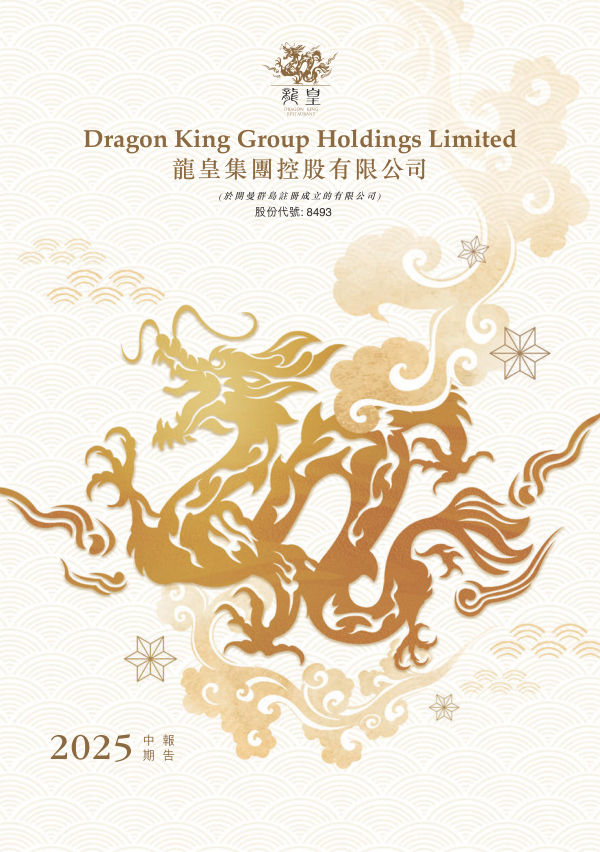 龍皇
DRAGON KING
RESTAURANT
Dragon King Group Holdings Limited
龍皇集團控股有限公司
(於開曼群島註冊成立的有限公司)
股份代號: 8493
2025 中期報告